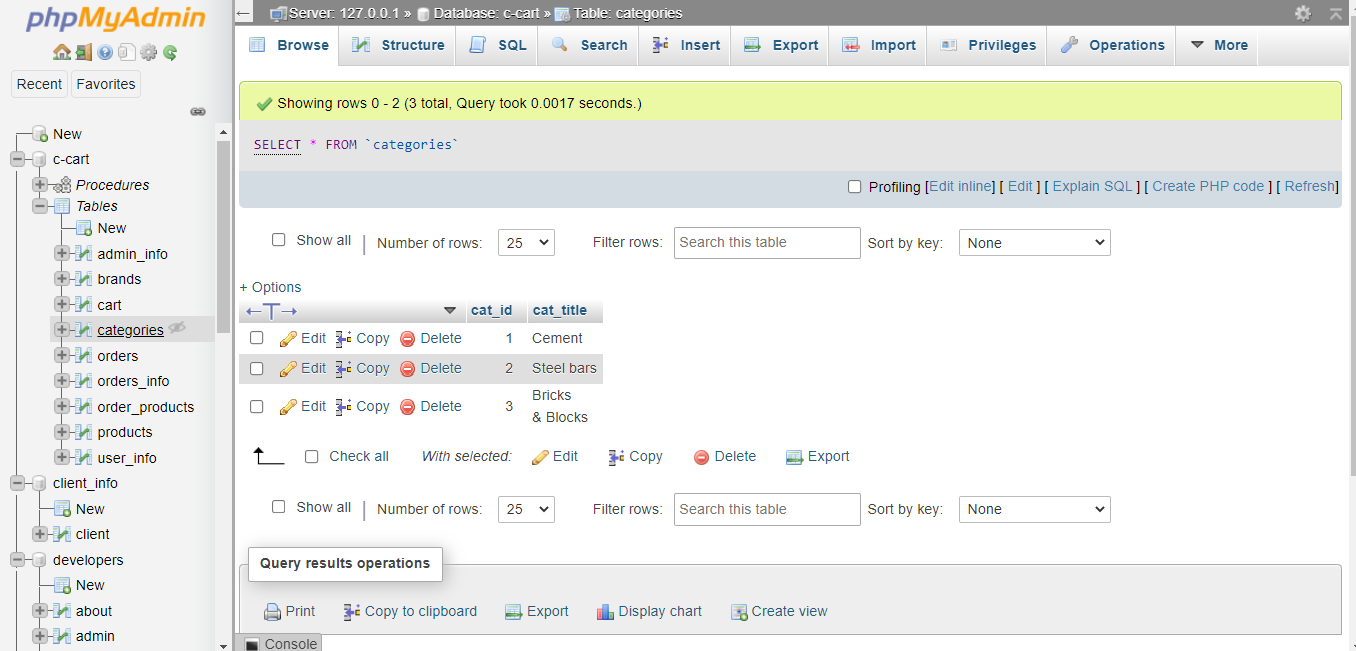 phpMyAdmin
Recent Favorites
New
c-cart
Procedures
Tables
New
admin_info
brands
cart
categories
orders
orders_info
order_products
products
user_info
client_info
New
client
developers
New
about
admin
Server: 127.0.0.1 » Database: c-cart » Table: categories
Browse Structure SQL Search Insert Export Import Privileges Operations More
Showing rows 0 - 2 (3 total, Query took 0.0017 seconds.)
SELECT * FROM `categories`
Profiling [Edit inline] [ Edit ] [ Explain SQL ] [ Create PHP code ] [ Refresh]
Show all | Number of rows: 25 Filter rows: Search this table Sort by key: None
+ Options
←T→ cat_id cat_title
Edit Copy Delete 1 Cement
Edit Copy Delete 2 Steel bars
Edit Copy Delete 3 Bricks
& Blocks
Check all With selected: Edit Copy Delete Export
Show all | Number of rows: 25 Filter rows: Search this table Sort by key: None
Query results operations
Print Copy to clipboard Export Display chart Create view
Console